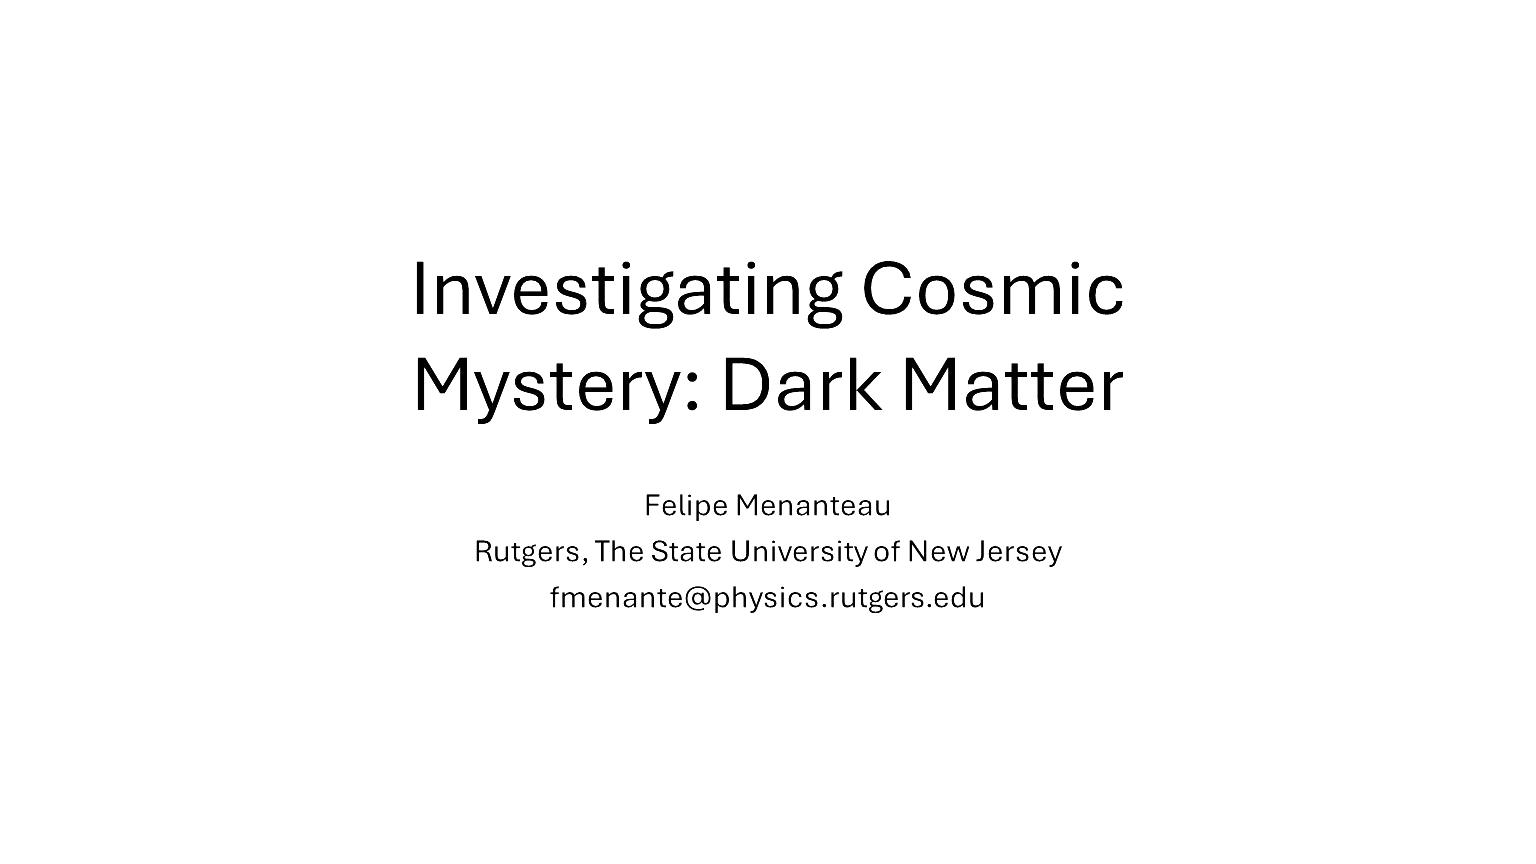 Investigating Cosmic
Mystery: Dark Matter
Felipe Menanteau
Rutgers, The State University of New Jersey
fmenante@physics.rutgers.edu